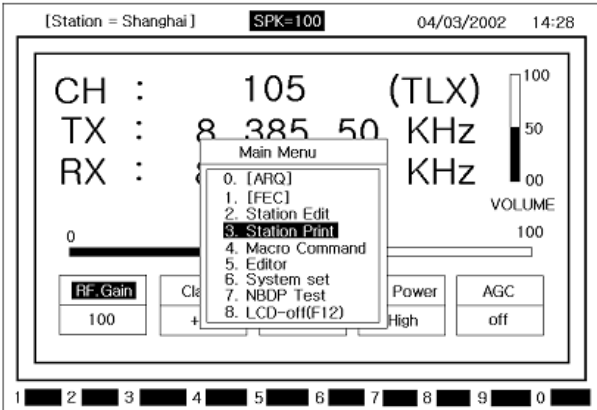 [Station = Shanghai] SPK=100 04/03/2002 14:28
CH : 105 (TLX) 100
TX : 8 385 50 KHz 50
RX : KHz 00
VOLUME
Main Menu
0. [ARQ]
1. [FEC]
2. Station Edit
3. Station Print
4. Macro Command
5. Editor
6. System set
7. NBDP Test
8. LCD-off(F12)
0 100
RF.Gain Power AGC
100 High off
1 2 3 4 5 6 7 8 9 0